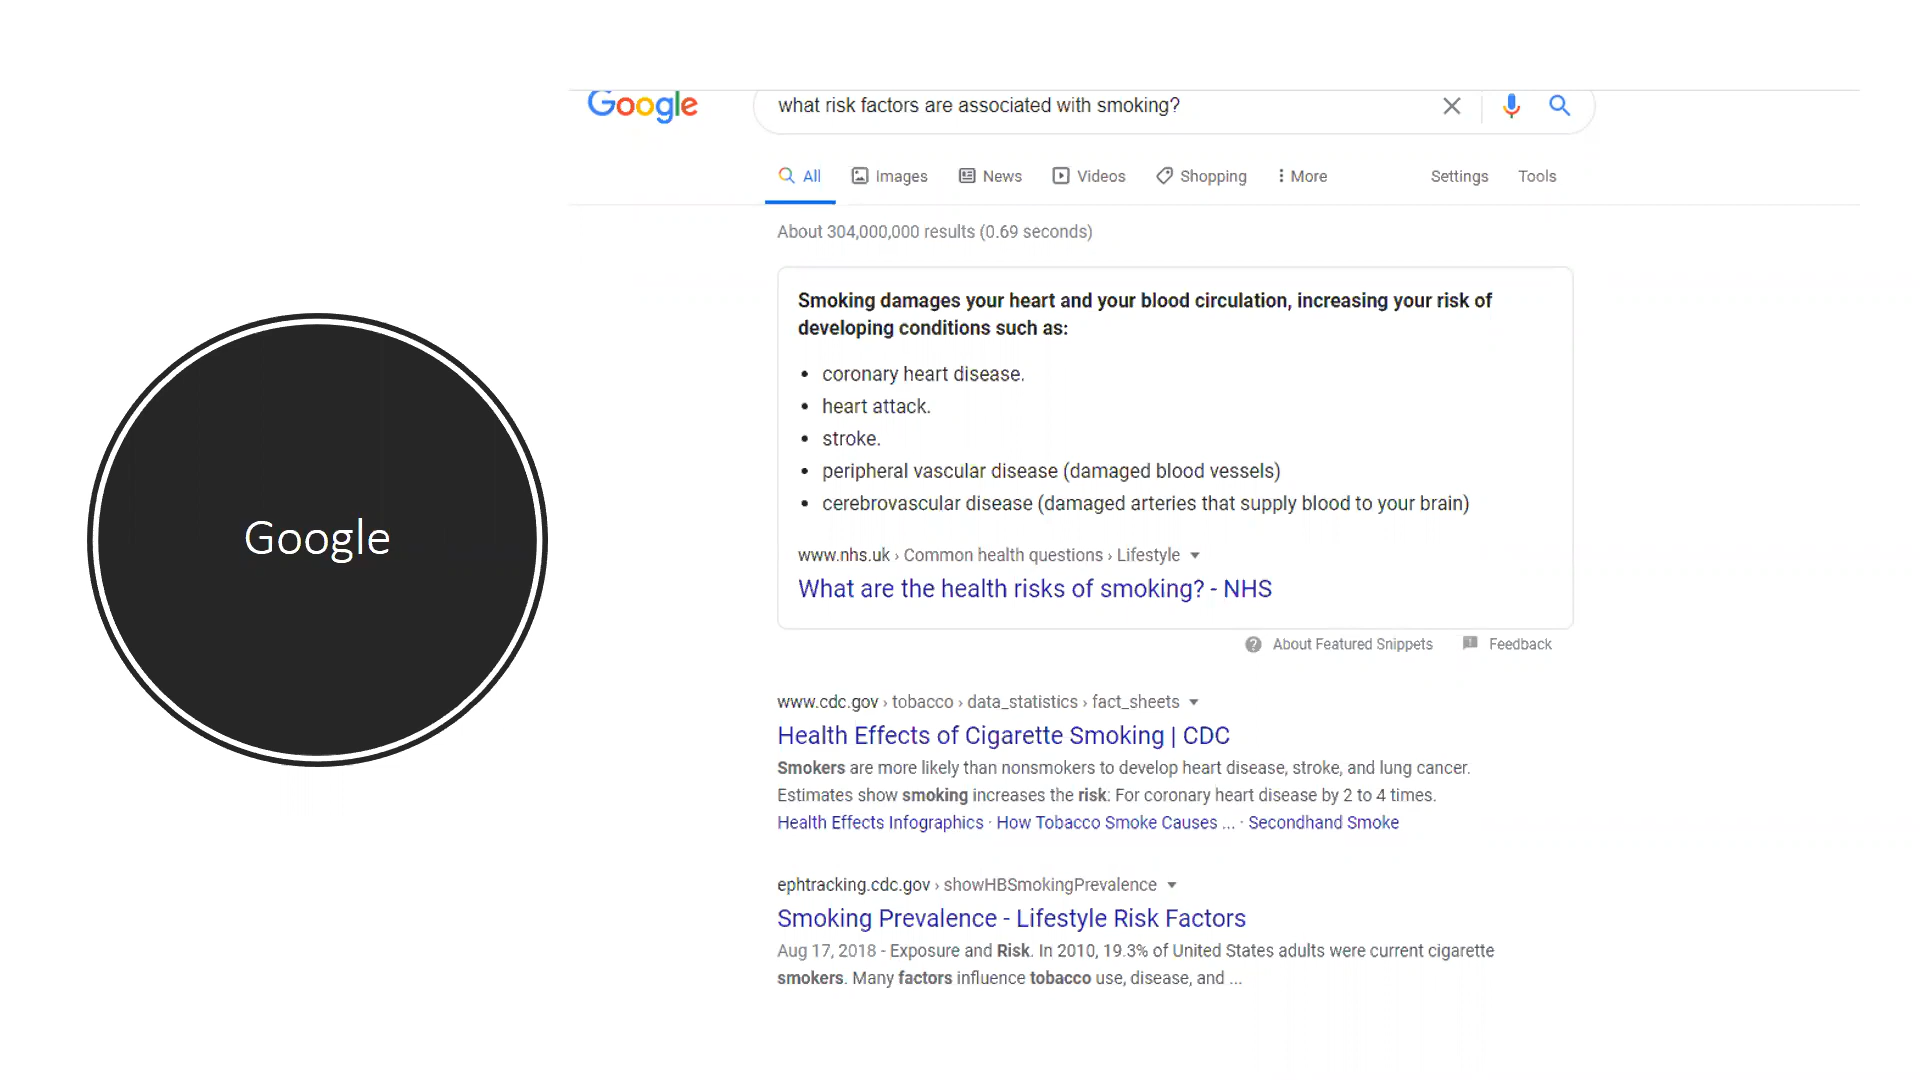 Google
Google
what risk factors are associated with smoking?
All Images News Videos Shopping More Settings Tools
About 304,000,000 results (0.69 seconds)
Smoking damages your heart and your blood circulation, increasing your risk of
developing conditions such as:
• coronary heart disease.
• heart attack.
• stroke.
• peripheral vascular disease (damaged blood vessels)
• cerebrovascular disease (damaged arteries that supply blood to your brain)
www.nhs.uk › Common health questions › Lifestyle
What are the health risks of smoking? - NHS
About Featured Snippets Feedback
www.cdc.gov › tobacco › data_statistics › fact_sheets
Health Effects of Cigarette Smoking | CDC
Smokers are more likely than nonsmokers to develop heart disease, stroke, and lung cancer.
Estimates show smoking increases the risk: For coronary heart disease by 2 to 4 times.
Health Effects Infographics · How Tobacco Smoke Causes ... · Secondhand Smoke
ephtracking.cdc.gov › showHBSmokingPrevalence
Smoking Prevalence - Lifestyle Risk Factors
Aug 17, 2018 - Exposure and Risk. In 2010, 19.3% of United States adults were current cigarette
smokers. Many factors influence tobacco use, disease, and ...